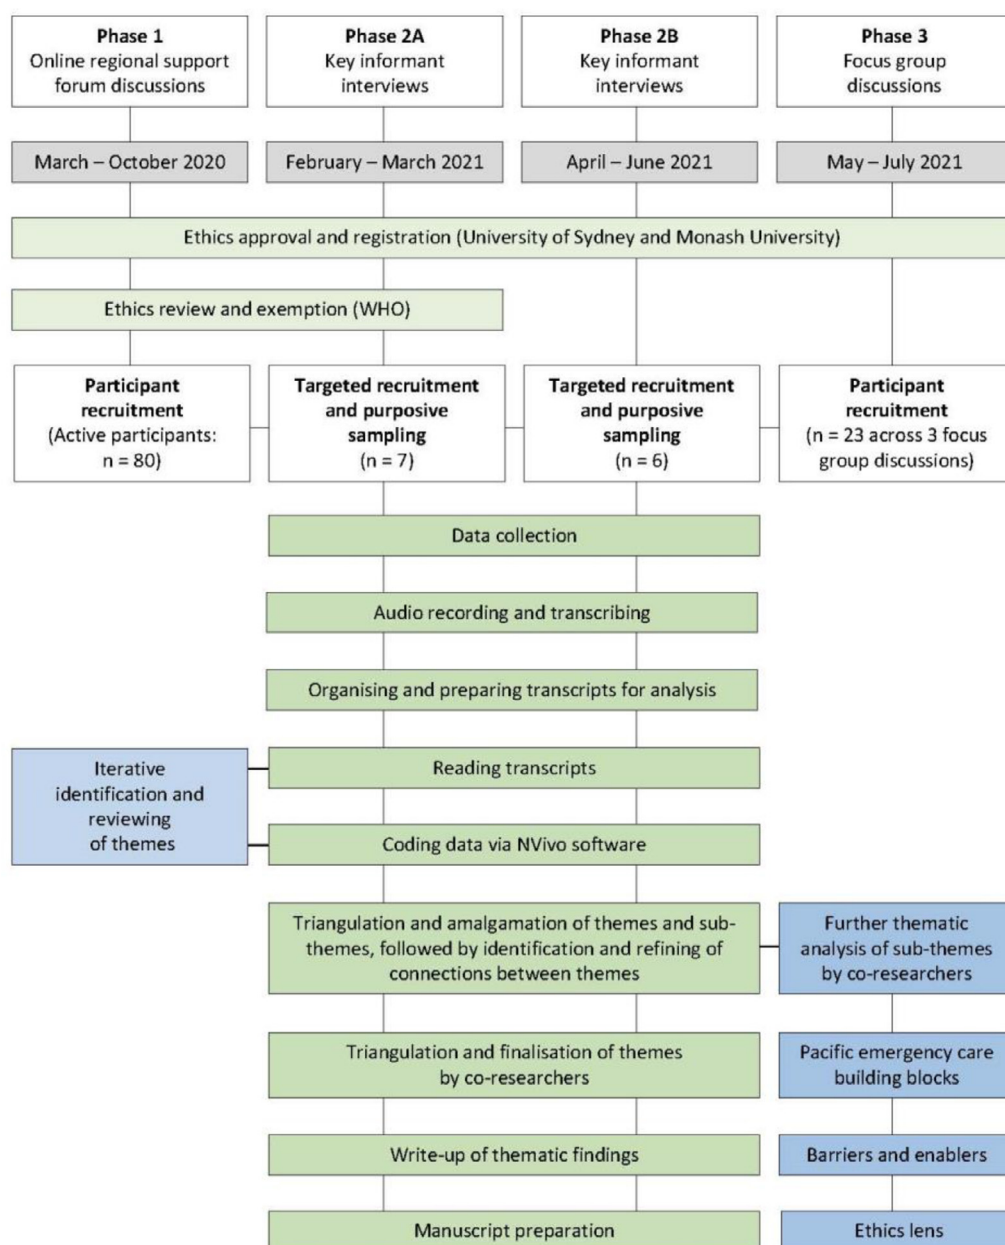 Phase 1
Online regional support
forum discussions
Phase 2A
Key informant
interviews
Phase 2B
Key informant
interviews
Phase 3
Focus group
discussions
March – October 2020
February – March 2021
April – June 2021
May – July 2021
Ethics approval and registration (University of Sydney and Monash University)
Ethics review and exemption (WHO)
Participant
recruitment
(Active participants:
n = 80)
Targeted recruitment
and purposive
sampling
(n = 7)
Targeted recruitment
and purposive
sampling
(n = 6)
Participant
recruitment
(n = 23 across 3 focus
group discussions)
Data collection
Audio recording and transcribing
Organising and preparing transcripts for analysis
Iterative
identification and
reviewing
of themes
Reading transcripts
Coding data via NVivo software
Triangulation and amalgamation of themes and sub-
themes, followed by identification and refining of
connections between themes
Further thematic
analysis of sub-themes
by co-researchers
Triangulation and finalisation of themes
by co-researchers
Pacific emergency care
building blocks
Write-up of thematic findings
Barriers and enablers
Manuscript preparation
Ethics lens